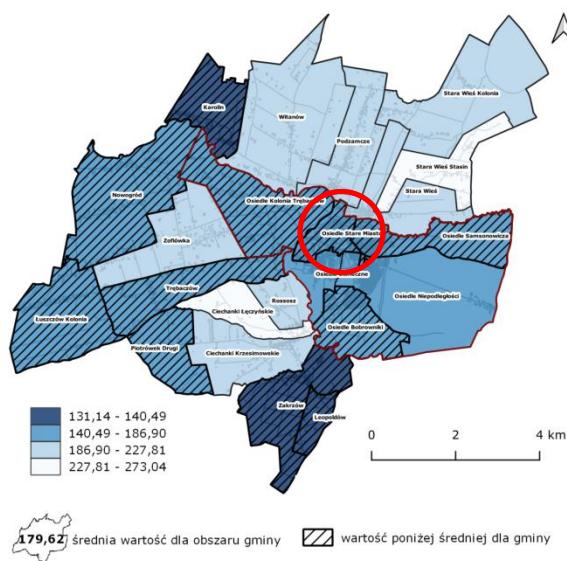 Karolin
Witanów
Stara Wieś Kolonia
Podzamcze
Stara Wieś Stasin
Stara Wieś
Nowogród
Osiedle Kolonia Trębaczów
Osiedle Stare Miasto
Osiedle Samsonowicza
Zofiówka
Trębaczów
Osiedle Niepodległości
Rossosz
Ciechanki Łęczyńskie
Łuszczów Kolonia
Osiedle Bobrowniki
Piotrówek Drugi
Ciechanki Krzesimowskie
Zakrzów
Leopoldów
131,14 - 140,49
140,49 - 186,90
186,90 - 227,81
227,81 - 273,04
0 2 4 km
179,62 średnia wartość dla obszaru gminy
wartość poniżej średniej dla gminy